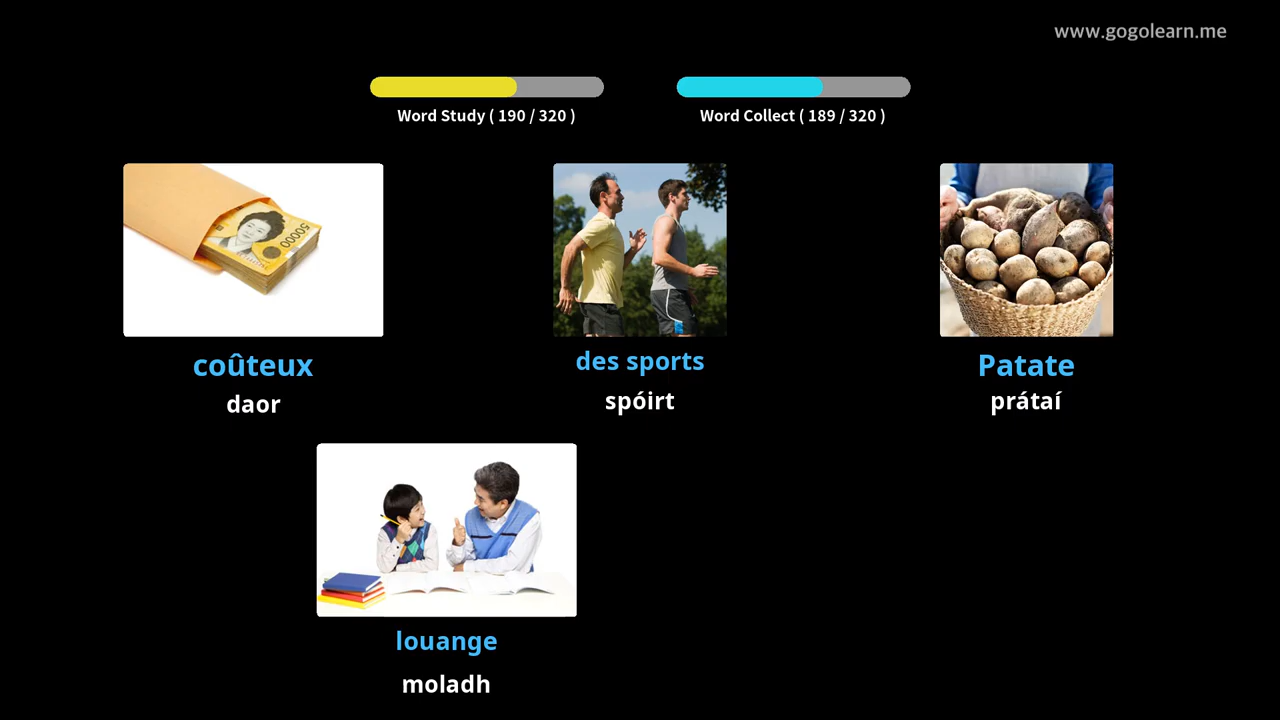 www.gogolearn.me
Word Study ( 190 / 320 )
Word Collect ( 189 / 320 )
50000
coûteux
daor
des sports
spóirt
Patate
prátaí
louange
moladh